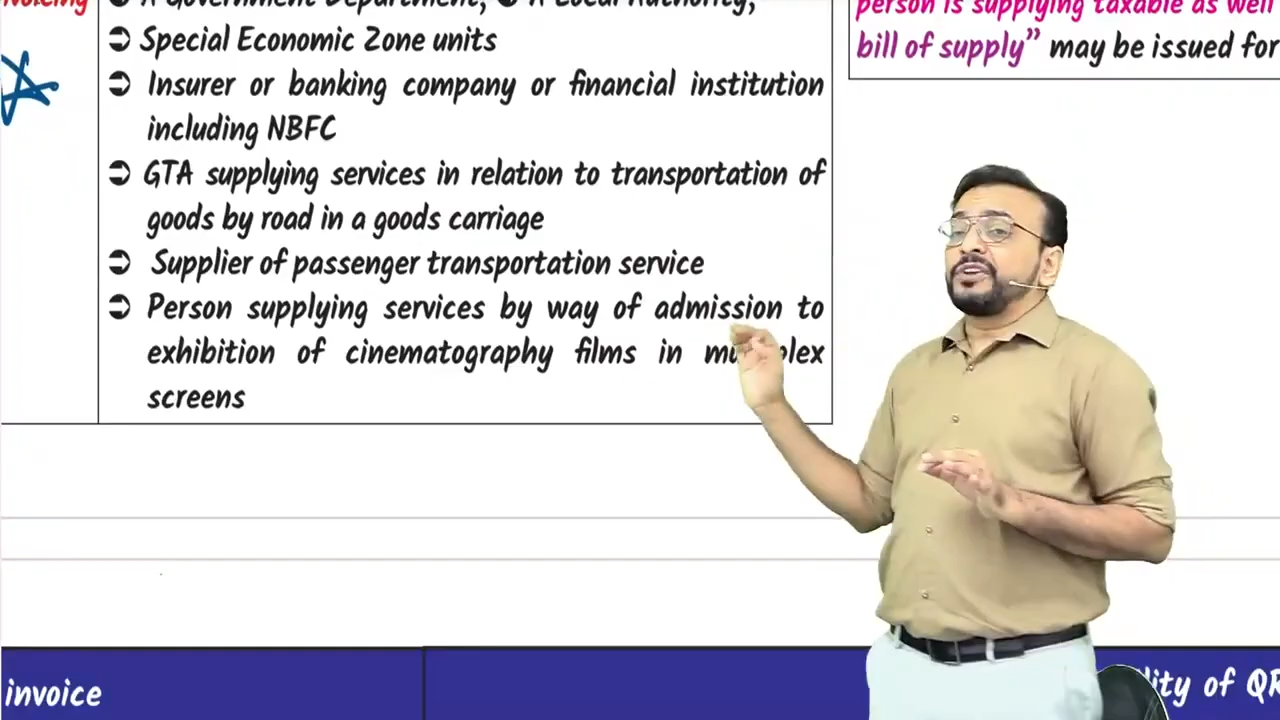 voicing
A Government Department, A Local Authority,
Special Economic Zone units
Insurer or banking company or financial institution
including NBFC
GTA supplying services in relation to transportation of
goods by road in a goods carriage
Supplier of passenger transportation service
Person supplying services by way of admission to
exhibition of cinematography films in
screens
person is supplying taxable as well
bill of supply” may be issued for
invoice
of QR